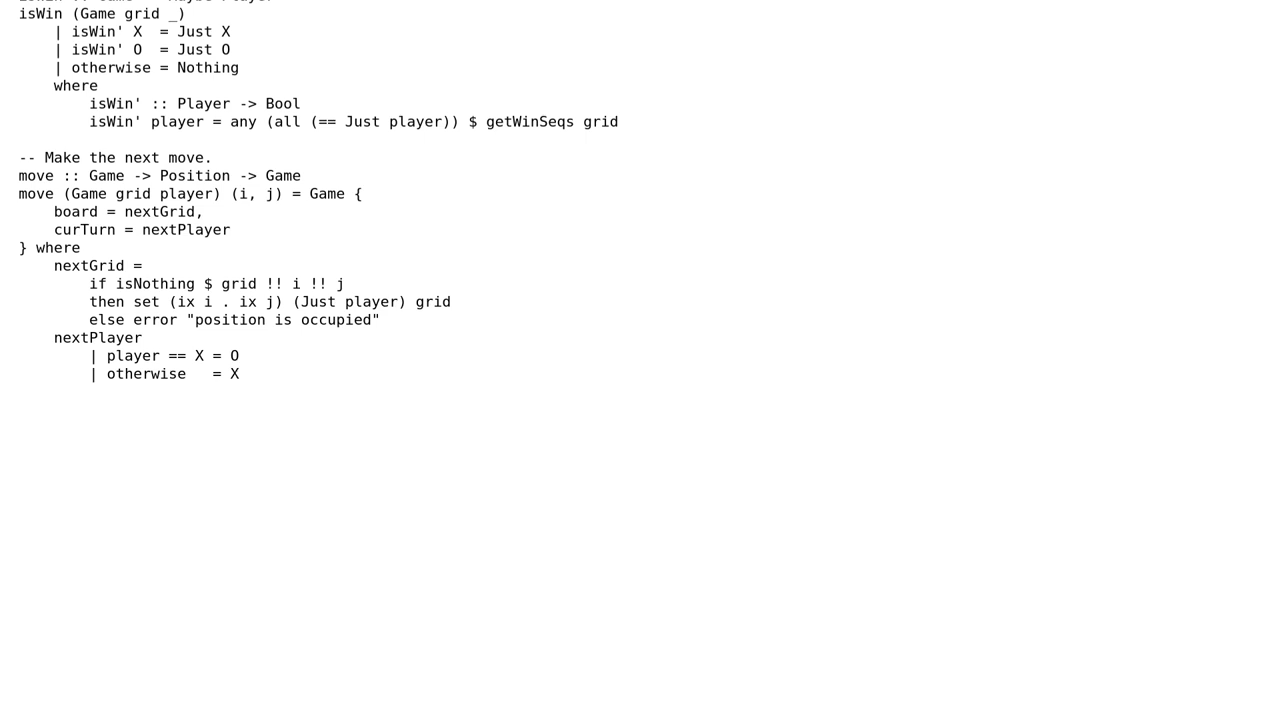 isWin (Game grid _)
    | isWin' X  = Just X
    | isWin' O  = Just O
    | otherwise = Nothing
    where
        isWin' :: Player -> Bool
        isWin' player = any (all (== Just player)) $ getWinSeqs grid

-- Make the next move.
move :: Game -> Position -> Game
move (Game grid player) (i, j) = Game {
    board = nextGrid,
    curTurn = nextPlayer
} where
    nextGrid =
        if isNothing $ grid !! i !! j
        then set (ix i . ix j) (Just player) grid
        else error "position is occupied"
    nextPlayer
        | player == X = O
        | otherwise   = X